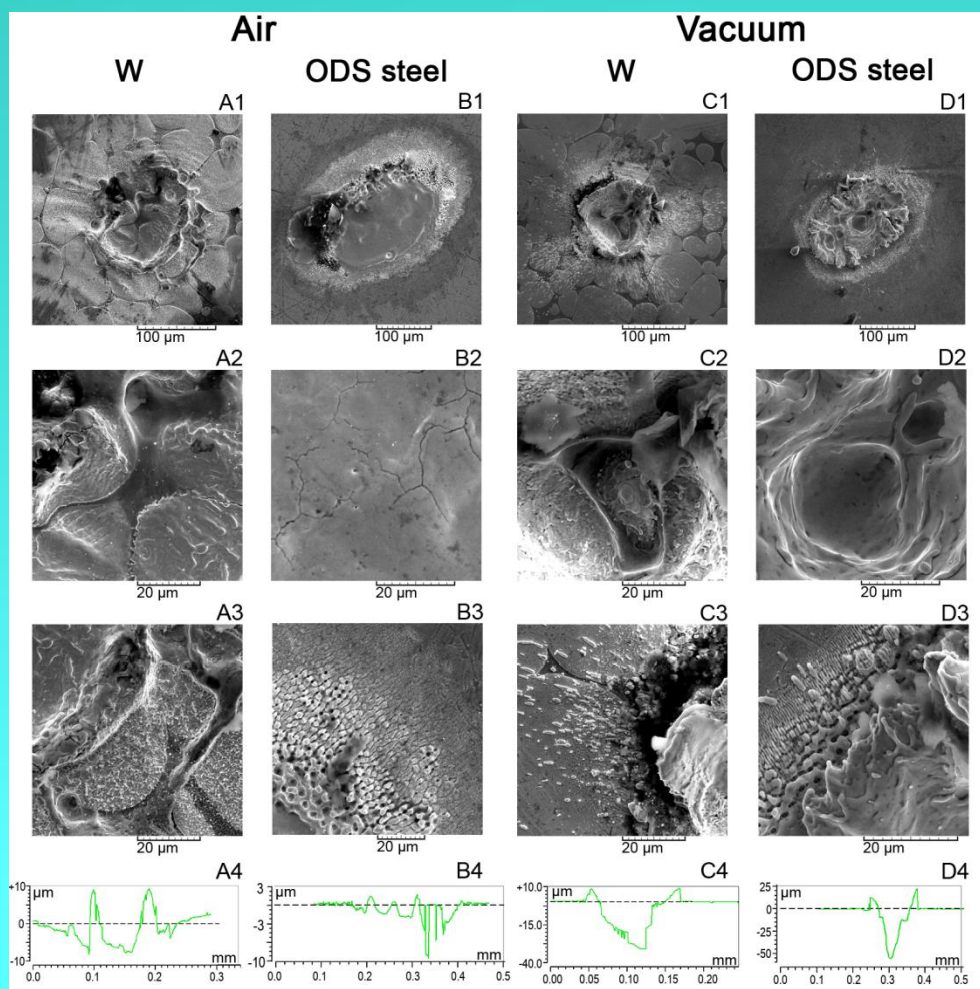 Air Vacuum
W ODS steel W ODS steel
A1 B1 C1 D1
100 µm 100 µm 100 µm 100 µm
A2 B2 C2 D2
20 µm 20 µm 20 µm 20 µm
A3 B3 C3 D3
20 µm 20 µm 20 µm 20 µm
A4 B4 C4 D4
+10 µm 3 µm +10.0 µm 25 µm
0 0 -15.0 0
-3 -25
-10 mm -10 mm -40.0 mm -50 mm
0.0 0.1 0.2 0.3 0.0 0.1 0.2 0.3 0.4 0.5 0.00 0.05 0.10 0.15 0.20 0.0 0.1 0.2 0.3 0.4 0.5